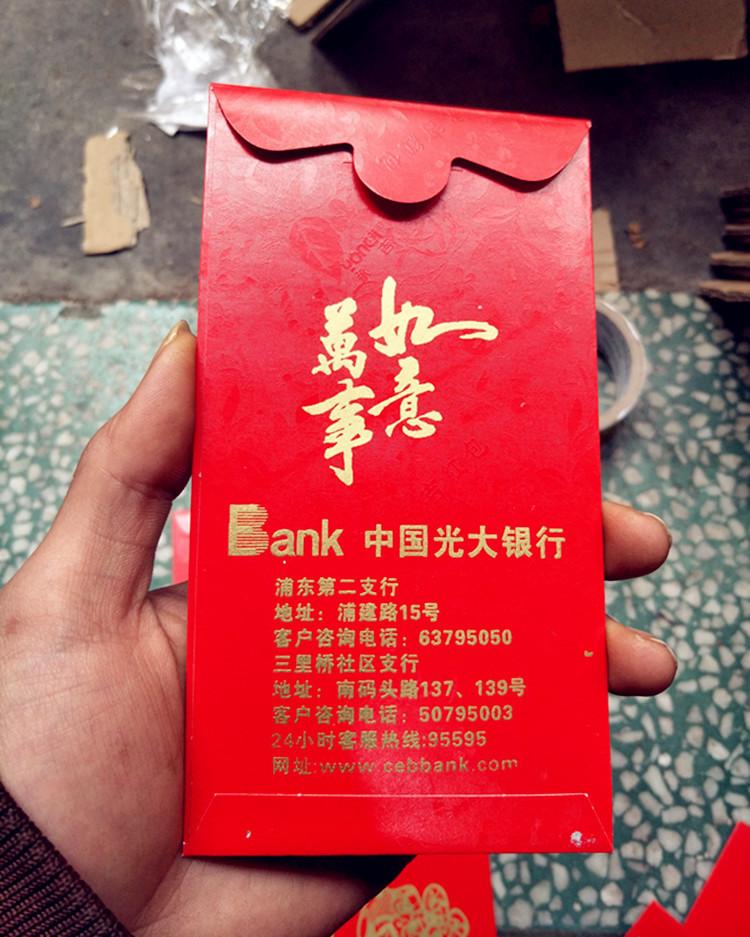 萬事
如意
Bank 中国光大银行
浦东第二支行
地址：浦建路15号
客户咨询电话：63795050
三里桥社区支行
地址：南码头路137、139号
客户咨询电话：50795003
24小时客服热线:95595
网址:www.cebbank.com